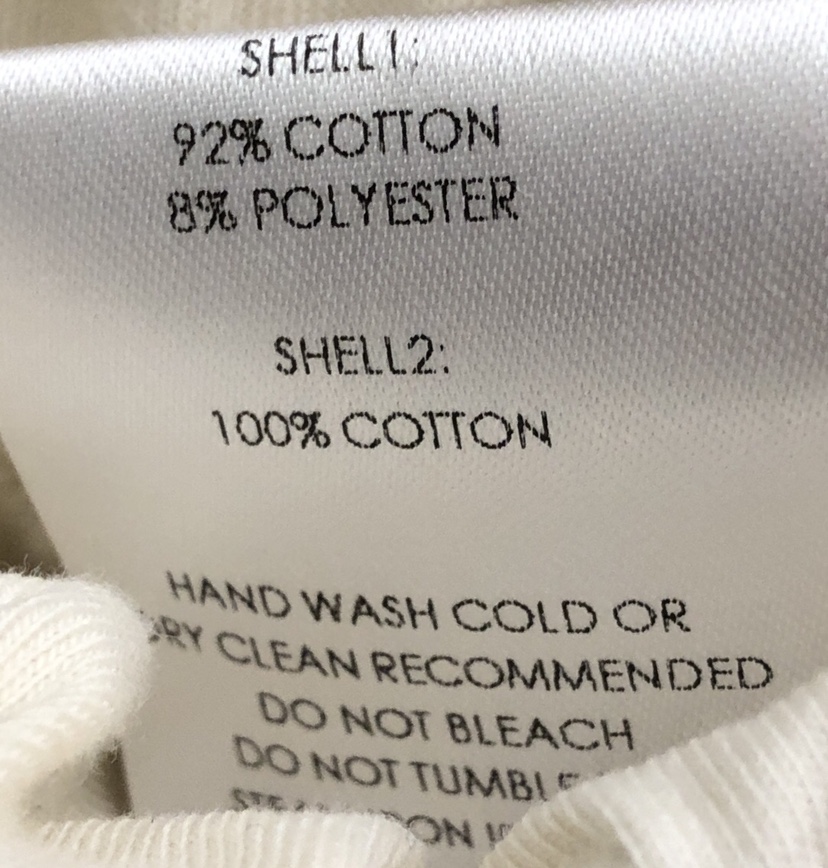 SHELL1:
92% COTTON
8% POLYESTER
SHELL2:
100% COTTON
HAND WASH COLD OR
DRY CLEAN RECOMMENDED
DO NOT BLEACH
DO NOT TUMBLE